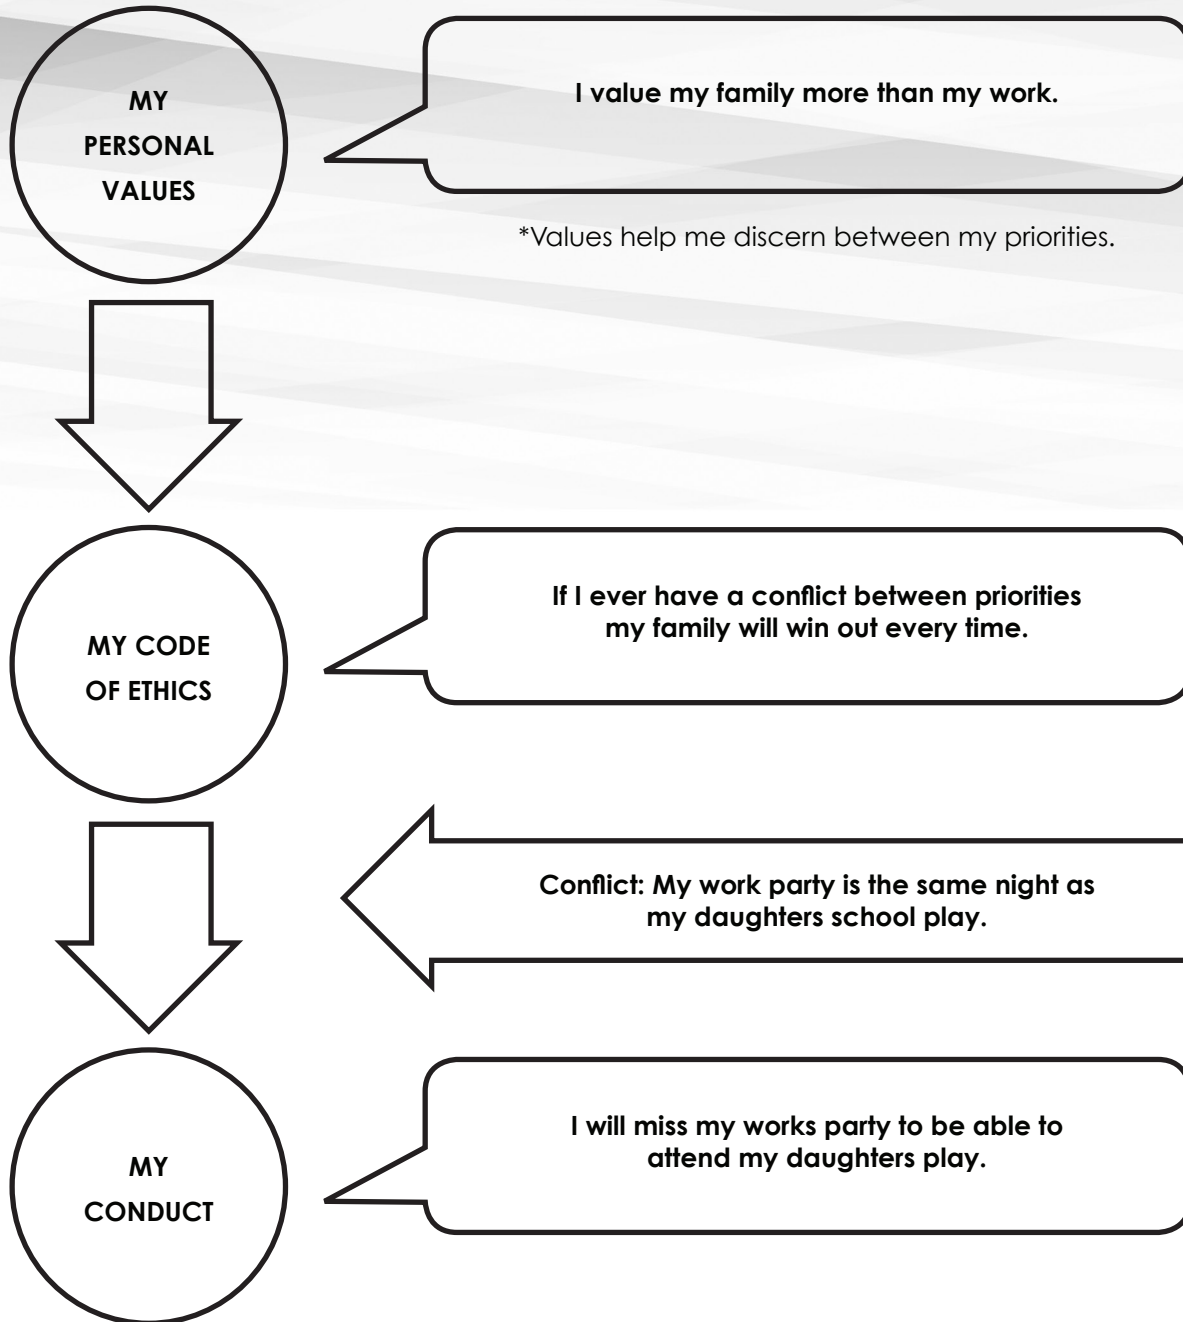 MY
PERSONAL
VALUES
I value my family more than my work.
*Values help me discern between my priorities.
MY CODE
OF ETHICS
If I ever have a conflict between priorities
my family will win out every time.
Conflict: My work party is the same night as
my daughters school play.
MY
CONDUCT
I will miss my works party to be able to
attend my daughters play.